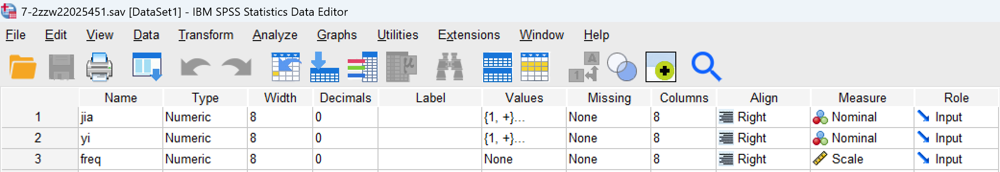 7-2zzw22025451.sav [DataSet1] - IBM SPSS Statistics Data Editor
File Edit View Data Transform Analyze Graphs Utilities Extensions Window Help
A
1
μ
Name Type Width Decimals Label Values Missing Columns Align Measure Role
1 jia Numeric 8 0 {1, +}... None 8 Right Nominal Input
2 yi Numeric 8 0 {1, +}... None 8 Right Nominal Input
3 freq Numeric 8 0 None None 8 Right Scale Input